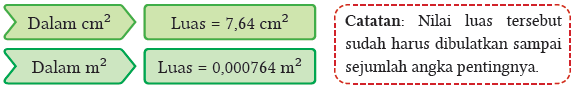 Dalam cm² Luas = 7,64 cm²
Dalam m² Luas = 0,000764 m²
Catatan: Nilai luas tersebut
sudah harus dibulatkan sampai
sejumlah angka pentingnya.